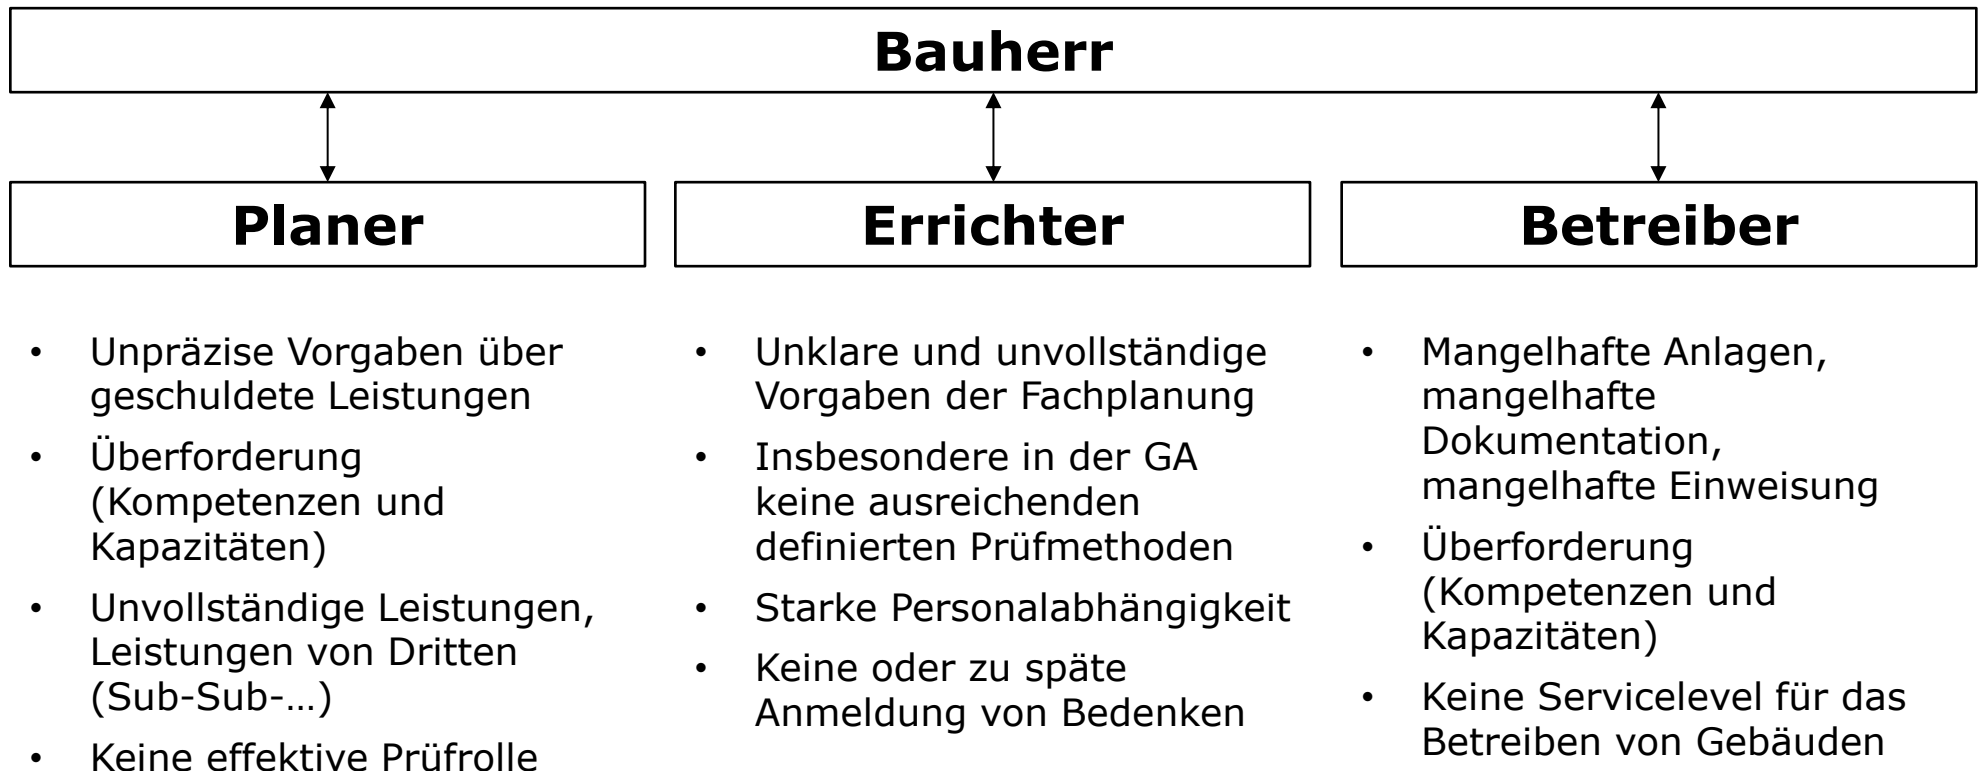 Bauherr
Planer
Errichter
Betreiber
• Unpräzise Vorgaben über
geschuldete Leistungen
• Überforderung
(Kompetenzen und
Kapazitäten)
• Unvollständige Leistungen,
Leistungen von Dritten
(Sub-Sub-…)
• Keine effektive Prüfrolle
• Unklare und unvollständige
Vorgaben der Fachplanung
• Insbesondere in der GA
keine ausreichenden
definierten Prüfmethoden
• Starke Personalabhängigkeit
• Keine oder zu späte
Anmeldung von Bedenken
• Mangelhafte Anlagen,
mangelhafte
Dokumentation,
mangelhafte Einweisung
• Überforderung
(Kompetenzen und
Kapazitäten)
• Keine Servicelevel für das
Betreiben von Gebäuden